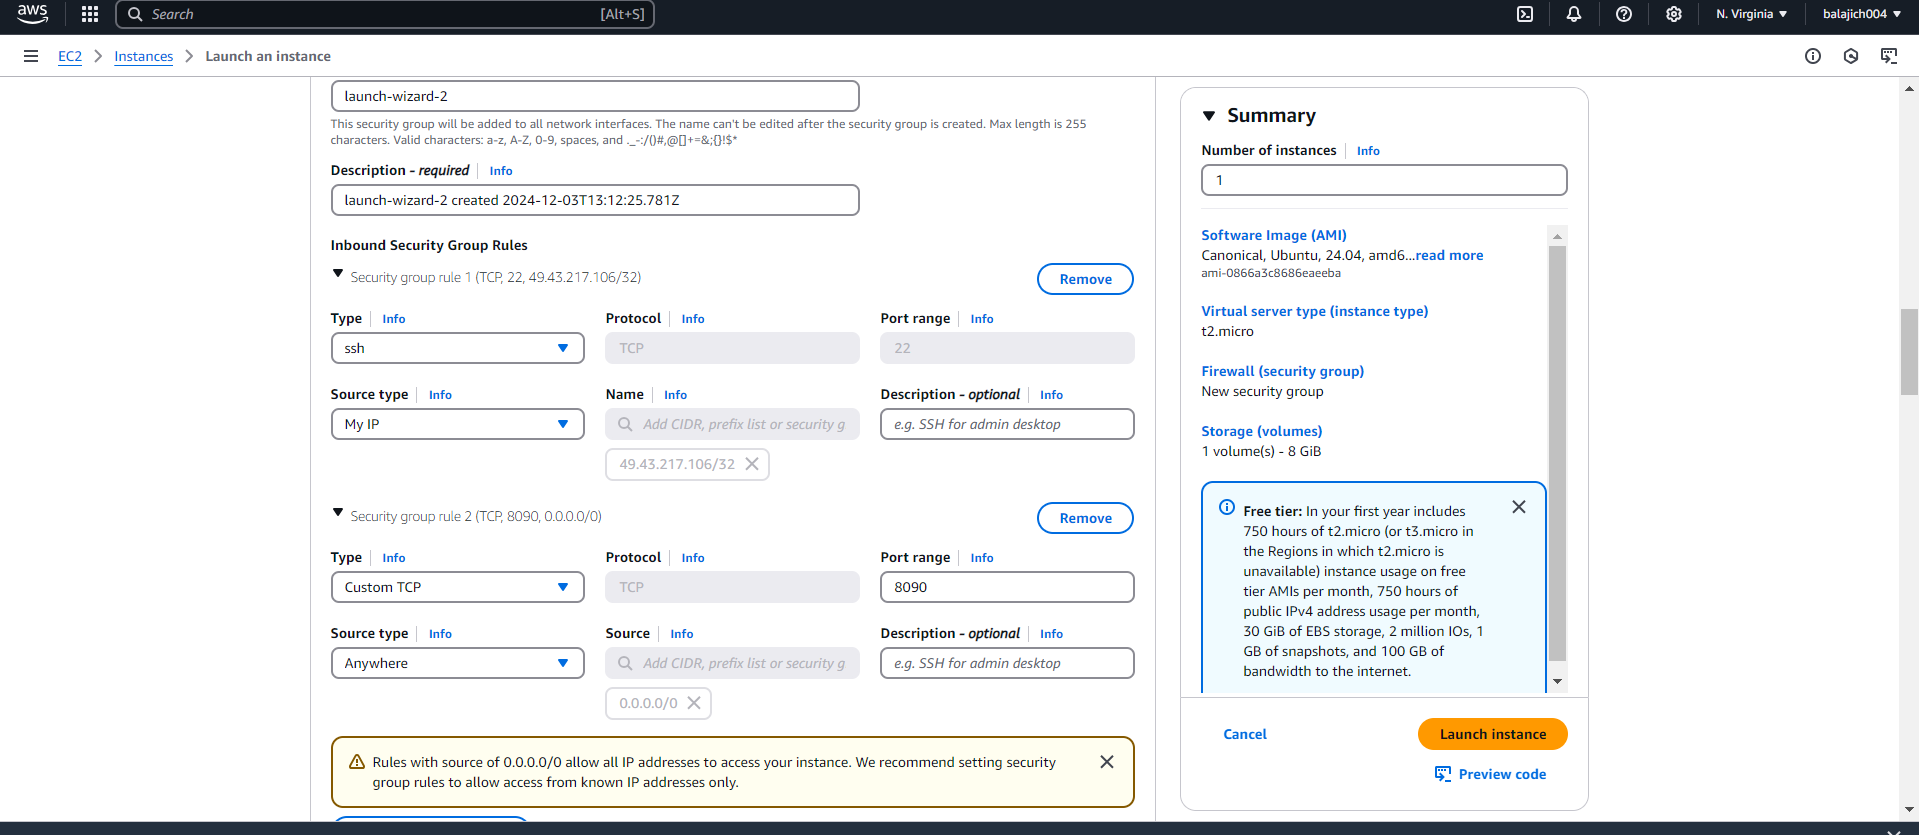 aws
Search [Alt+S]
N. Virginia
balajich004
EC2 > Instances > Launch an instance
launch-wizard-2
This security group will be added to all network interfaces. The name can't be edited after the security group is created. Max length is 255
characters. Valid characters: a-z, A-Z, 0-9, spaces, and ._-:/()#,@[]+=&;{}!$*
Description - required Info
launch-wizard-2 created 2024-12-03T13:12:25.781Z
Inbound Security Group Rules
Security group rule 1 (TCP, 22, 49.43.217.106/32)
Remove
Type Info
Protocol Info
Port range Info
ssh
TCP
22
Source type Info
Name Info
Description - optional Info
My IP
Add CIDR, prefix list or security g
e.g. SSH for admin desktop
49.43.217.106/32
Security group rule 2 (TCP, 8090, 0.0.0.0/0)
Remove
Type Info
Protocol Info
Port range Info
Custom TCP
TCP
8090
Source type Info
Source Info
Description - optional Info
Anywhere
Add CIDR, prefix list or security g
e.g. SSH for admin desktop
0.0.0.0/0
Rules with source of 0.0.0.0/0 allow all IP addresses to access your instance. We recommend setting security
group rules to allow access from known IP addresses only.
Summary
Number of instances Info
1
Software Image (AMI)
Canonical, Ubuntu, 24.04, amd6...read more
ami-0866a3c8686eaeeba
Virtual server type (instance type)
t2.micro
Firewall (security group)
New security group
Storage (volumes)
1 volume(s) - 8 GiB
Free tier: In your first year includes
750 hours of t2.micro (or t3.micro in
the Regions in which t2.micro is
unavailable) instance usage on free
tier AMIs per month, 750 hours of
public IPv4 address usage per month,
30 GiB of EBS storage, 2 million IOs, 1
GB of snapshots, and 100 GB of
bandwidth to the internet.
Cancel
Launch instance
Preview code